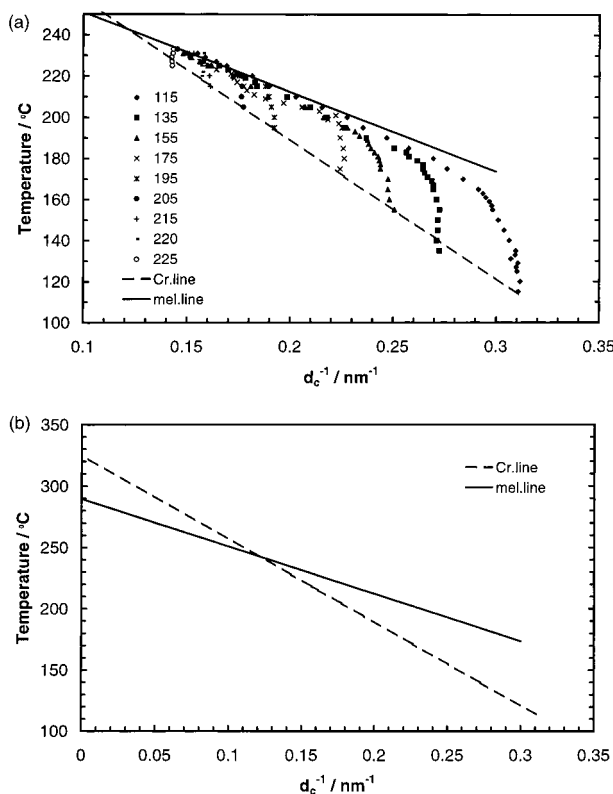 (a)
250
240
220
200
180
160
140
120
100
Temperature / °C
115
135
155
175
195
205
215
220
225
Cr.line
mel.line
0.1 0.15 0.2 0.25 0.3 0.35
d_c⁻¹ / nm⁻¹
(b)
350
300
250
200
150
100
Temperature / °C
Cr.line
mel.line
0 0.05 0.1 0.15 0.2 0.25 0.3 0.35
d_c⁻¹ / nm⁻¹